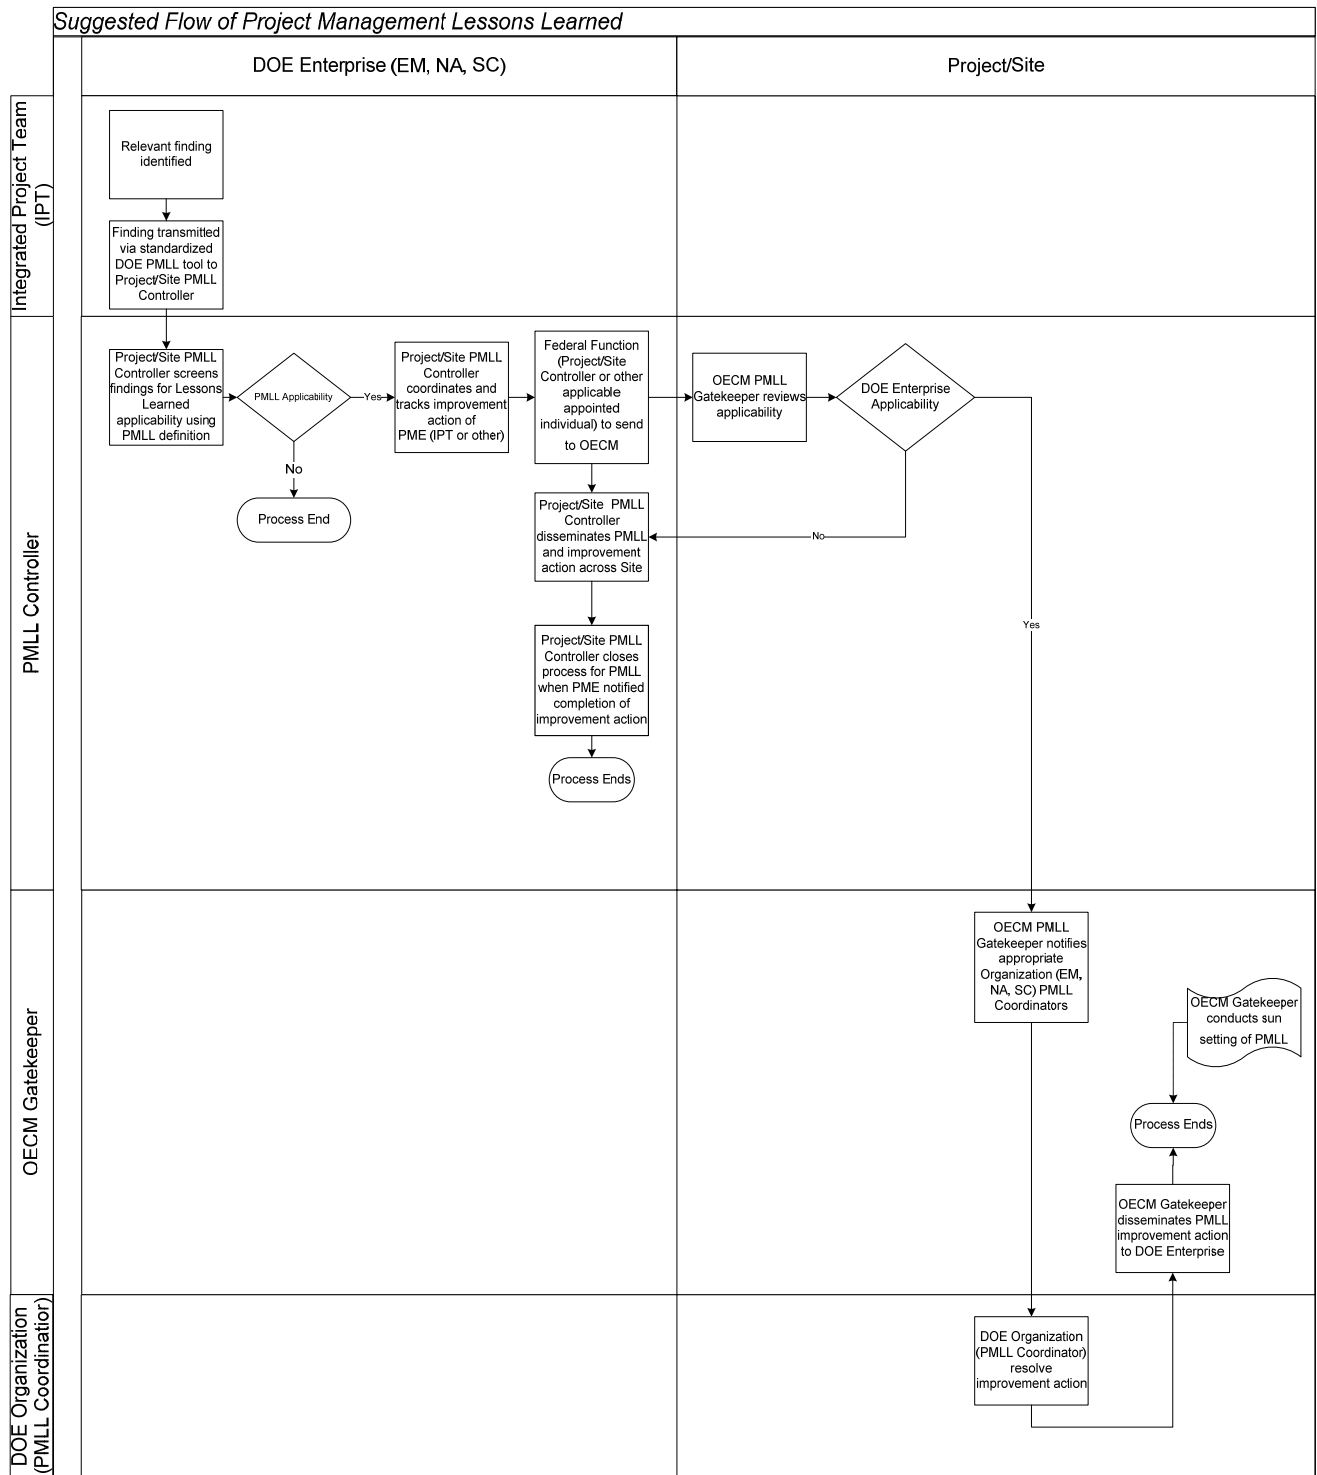 Suggested Flow of Project Management Lessons Learned
DOE Enterprise (EM, NA, SC)
Project/Site
Integrated Project Team
(IPT)
Relevant finding
identified
Finding transmitted
via standardized
DOE PMLL tool to
Project/Site PMLL
Controller
PMLL Controller
Project/Site PMLL
Controller screens
findings for Lessons
Learned
applicability using
PMLL definition
PMLL Applicability
Yes
No
Process End
Project/Site PMLL
Controller
coordinates and
tracks improvement
action of
PME (IPT or other)
Federal Function
(Project/Site
Controller or other
applicable
appointed
individual) to send
to OECM
Project/Site PMLL
Controller
disseminates PMLL
and improvement
action across Site
Project/Site PMLL
Controller closes
process for PMLL
when PME notified
completion of
improvement action
Process Ends
OECM PMLL
Gatekeeper reviews
applicability
DOE Enterprise
Applicability
No
Yes
OECM Gatekeeper
OECM PMLL
Gatekeeper notifies
appropriate
Organization (EM,
NA, SC) PMLL
Coordinators
OECM Gatekeeper
conducts sun
setting of PMLL
Process Ends
OECM Gatekeeper
disseminates PMLL
improvement action
to DOE Enterprise
DOE Organization
(PMLL Coordinatior)
DOE Organization
(PMLL Coordinator)
resolve
improvement action